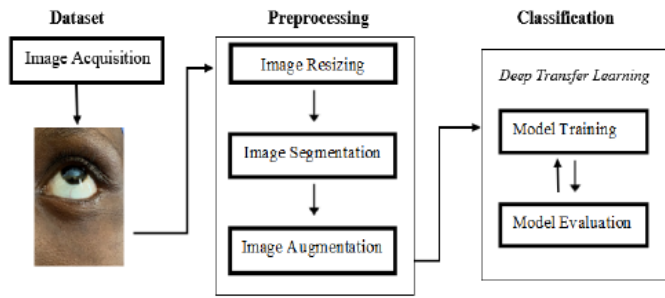 Dataset
Image Acquisition
Preprocessing
Image Resizing
Image Segmentation
Image Augmentation
Classification
Deep Transfer Learning
Model Training
Model Evaluation